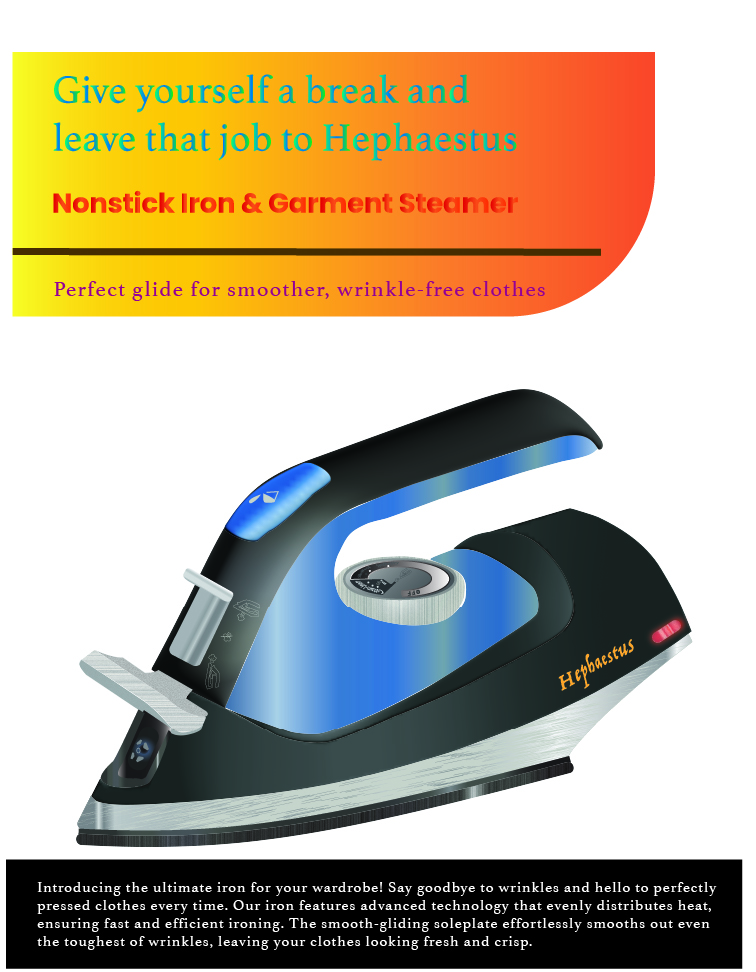 Give yourself a break and
leave that job to Hephaestus
Nonstick Iron & Garment Steamer
Perfect glide for smoother, wrinkle-free clothes
OFF
Hephaestus
Introducing the ultimate iron for your wardrobe! Say goodbye to wrinkles and hello to perfectly
pressed clothes every time. Our iron features advanced technology that evenly distributes heat,
ensuring fast and efficient ironing. The smooth-gliding soleplate effortlessly smooths out even
the toughest of wrinkles, leaving your clothes looking fresh and crisp.